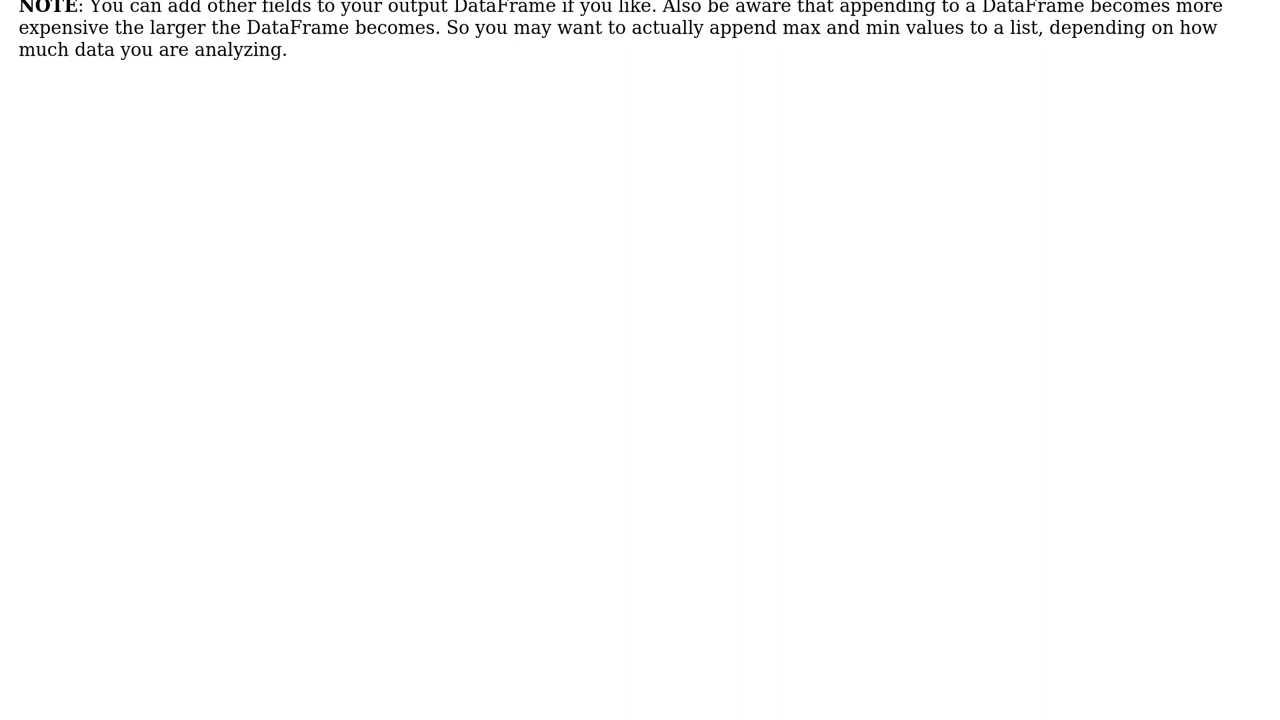 NOTE: You can add other fields to your output DataFrame if you like. Also be aware that appending to a DataFrame becomes more
expensive the larger the DataFrame becomes. So you may want to actually append max and min values to a list, depending on how
much data you are analyzing.